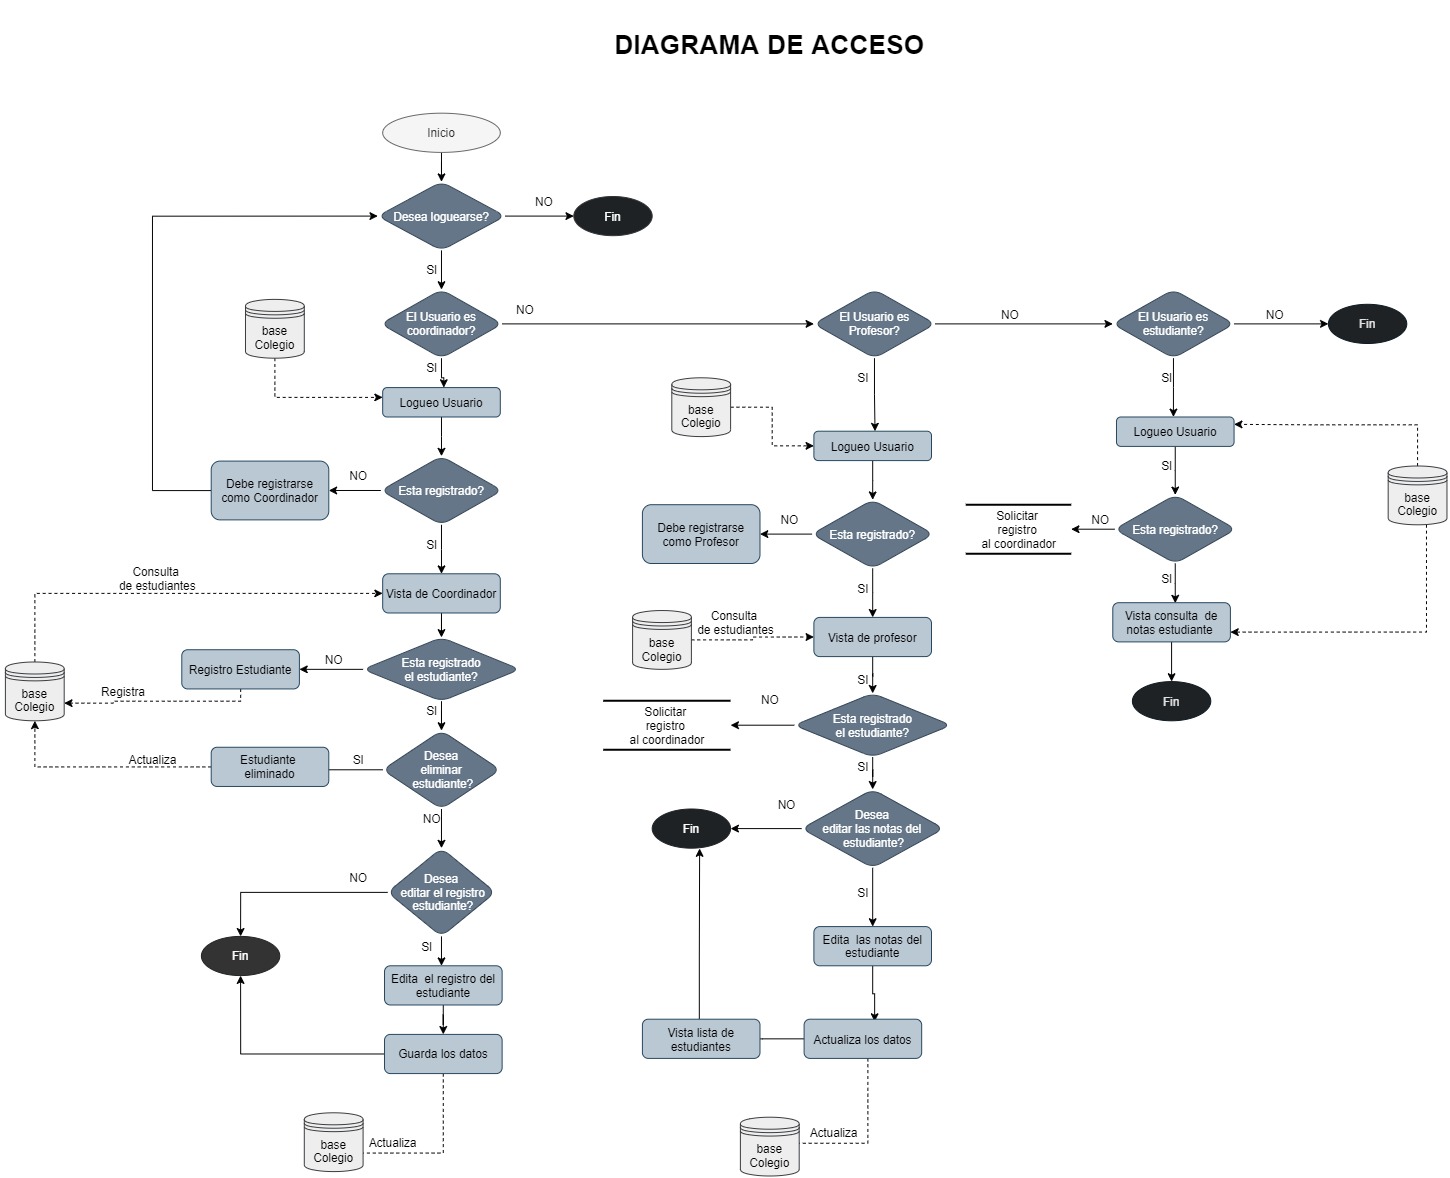 DIAGRAMA DE ACCESO
Inicio
Desea loguearse?
NO
Fin
SI
El Usuario es
coordinador?
NO
El Usuario es
Profesor?
NO
El Usuario es
estudiante?
NO
Fin
base
Colegio
SI
Logueo Usuario
Esta registrado?
NO
Debe registrarse
como Coordinador
SI
Consulta
de estudiantes
Vista de Coordinador
Esta registrado
el estudiante?
NO
Registro Estudiante
Registra
base
Colegio
SI
Desea
eliminar
estudiante?
SI
Estudiante
eliminado
Actualiza
NO
Desea
editar el registro
estudiante?
NO
Fin
SI
Edita el registro del
estudiante
Guarda los datos
Actualiza
base
Colegio
SI
base
Colegio
Logueo Usuario
Esta registrado?
NO
Debe registrarse
como Profesor
SI
Consulta
de estudiantes
base
Colegio
Vista de profesor
SI
Esta registrado
el estudiante?
NO
Solicitar
registro
al coordinador
SI
Desea
editar las notas del
estudiante?
NO
Fin
SI
Edita las notas del
estudiante
Actualiza los datos
Vista lista de
estudiantes
Actualiza
base
Colegio
SI
Logueo Usuario
SI
base
Colegio
Esta registrado?
NO
Solicitar
registro
al coordinador
SI
Vista consulta de
notas estudiante
Fin